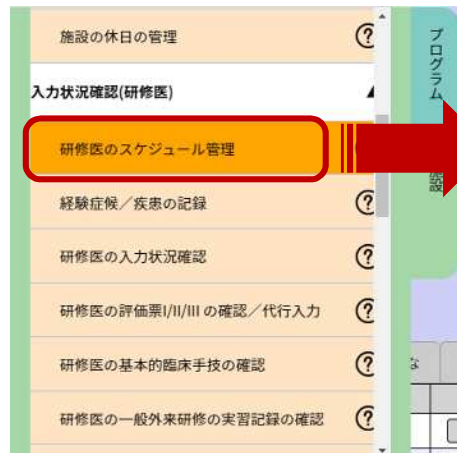 施設の休日の管理
入力状況確認(研修医)
研修医のスケジュール管理
経験症候／疾患の記録
研修医の入力状況確認
研修医の評価票I/II/III の確認／代行入力
研修医の基本的臨床手技の確認
研修医の一般外来研修の実習記録の確認
プログラム
設
な